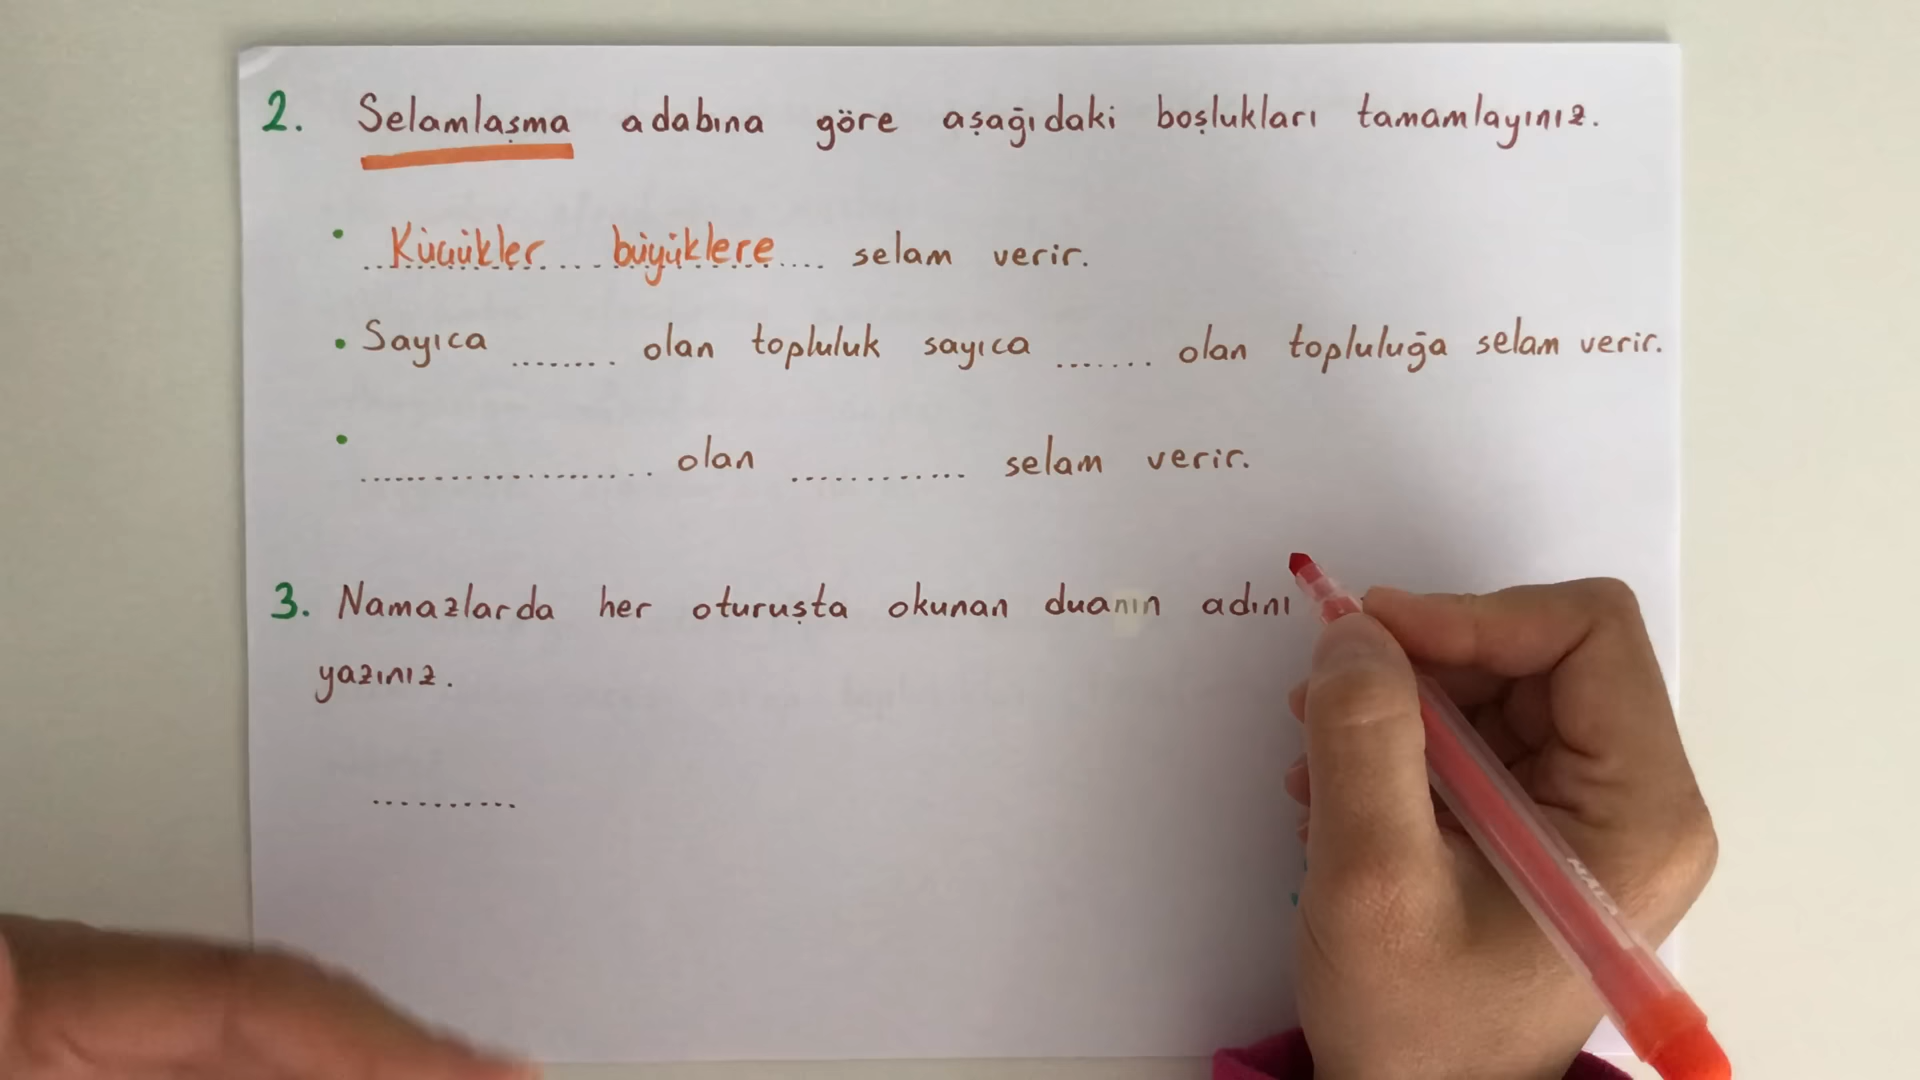 2. Selamlaşma adabına göre aşağıdaki boşlukları tamamlayınız.
• ..Küçükler.... büyüklere.... selam verir.
• Sayıca ....... olan topluluk sayıca ....... olan topluluğa selam verir.
• .................... olan ............ selam verir.
3. Namazlarda her oturuşta okunan duanın adını
yazınız.
..........